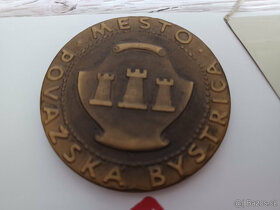 · MESTO ·
POVAŽSKÁ BYSTRICA